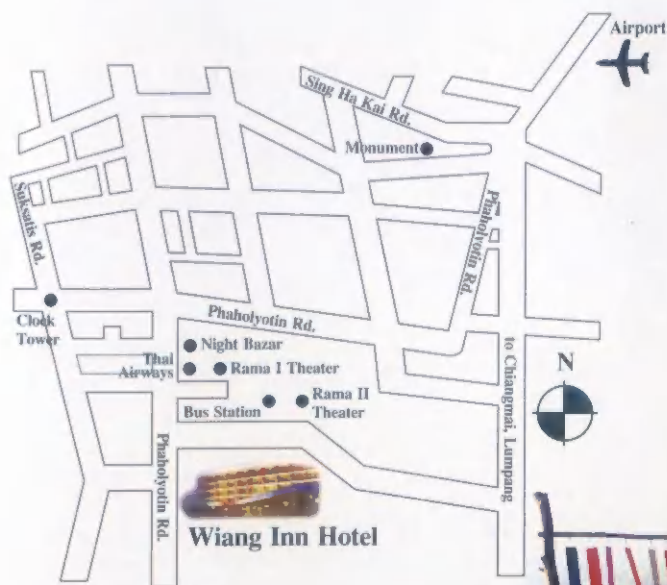 Airport
Sing Ha Kai Rd.
Monument
Suksatis Rd.
Phaholyotin Rd.
Phaholyotin Rd.
Clock
Tower
Night Bazar
Thai
Airways
Rama I Theater
to Chiangmai, Lumpang
N
Bus Station
Rama II
Theater
Phaholyotin Rd.
Wiang Inn Hotel